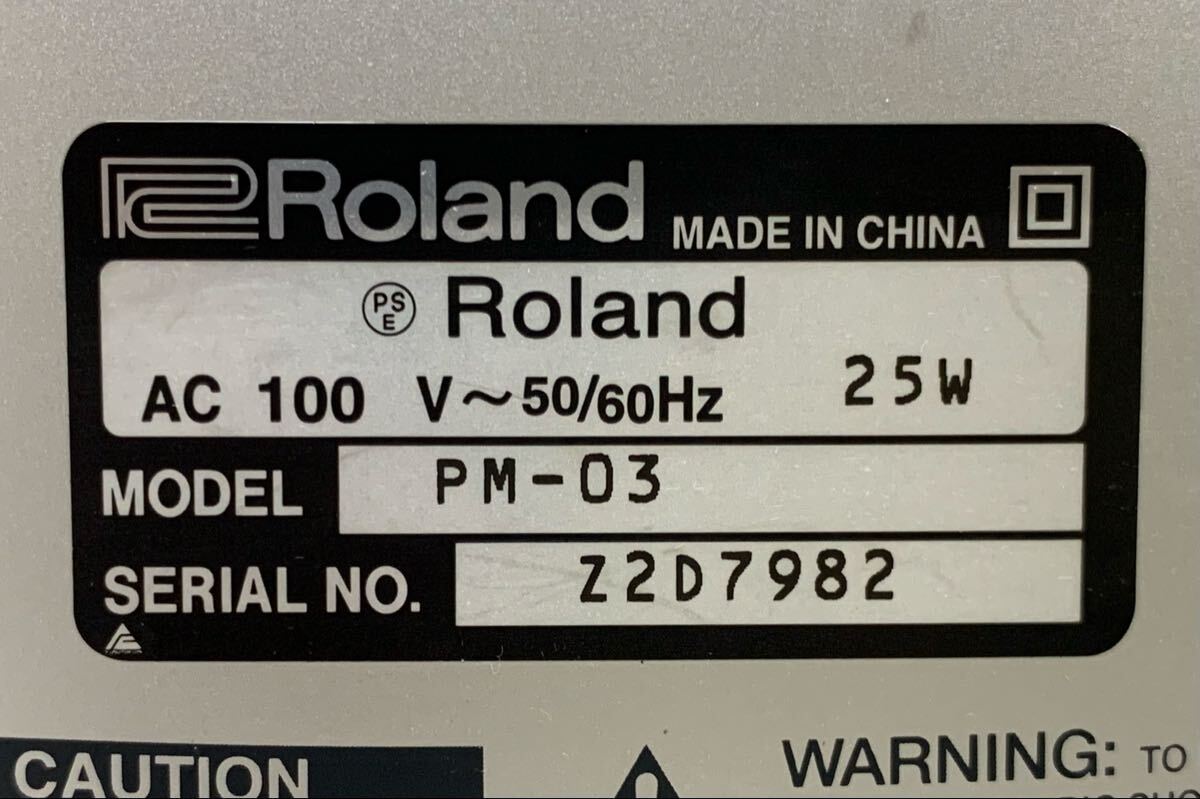 Roland MADE IN CHINA
PSE Roland
AC 100 V~50/60Hz 25W
MODEL PM-03
SERIAL NO. Z2D7982
CAUTION
WARNING: TO